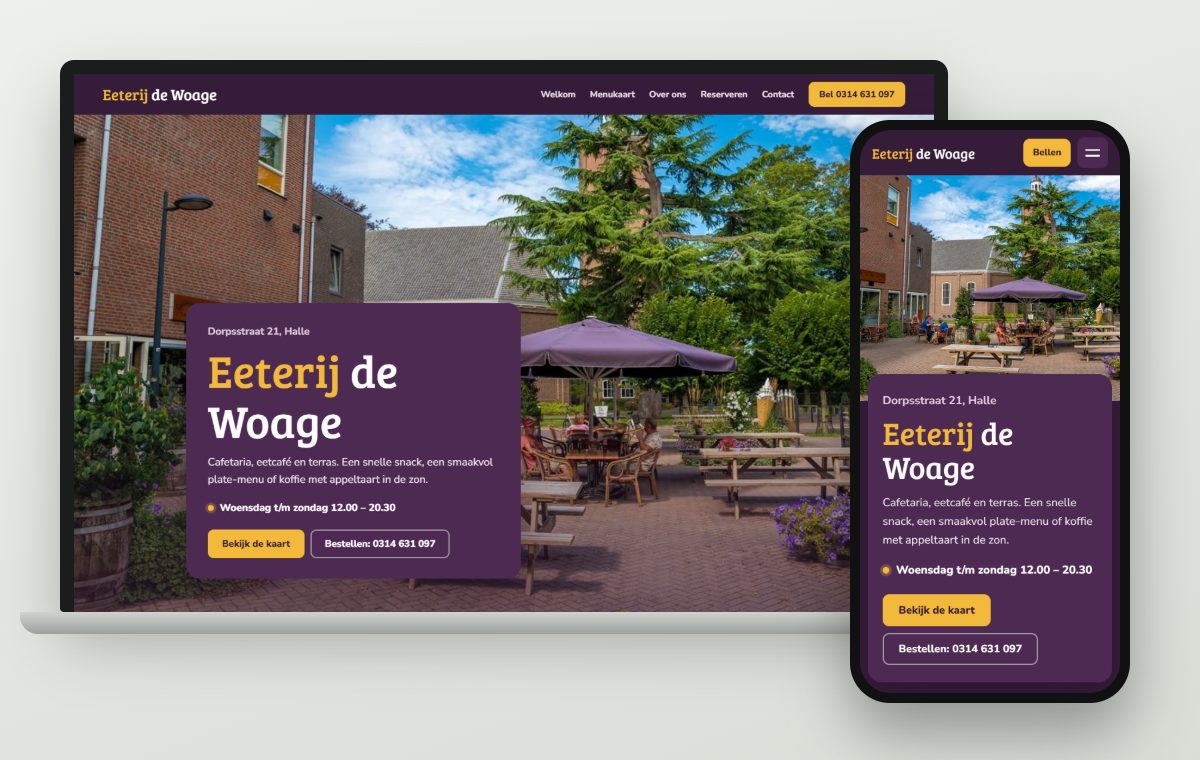 Eeterij de Woage
Welkom Menukaart Over ons Reserveren Contact Bel 0314 631 097
Dorpsstraat 21, Halle
Eeterij de
Woage
Cafetaria, eetcafé en terras. Een snelle snack, een smaakvol
plate-menu of koffie met appeltaart in de zon.
Woensdag t/m zondag 12.00 – 20.30
Bekijk de kaart Bestellen: 0314 631 097
Eeterij de Woage Bellen
Dorpsstraat 21, Halle
Eeterij de
Woage
Cafetaria, eetcafé en terras. Een snelle
snack, een smaakvol plate-menu of koffie
met appeltaart in de zon.
Woensdag t/m zondag 12.00 – 20.30
Bekijk de kaart
Bestellen: 0314 631 097